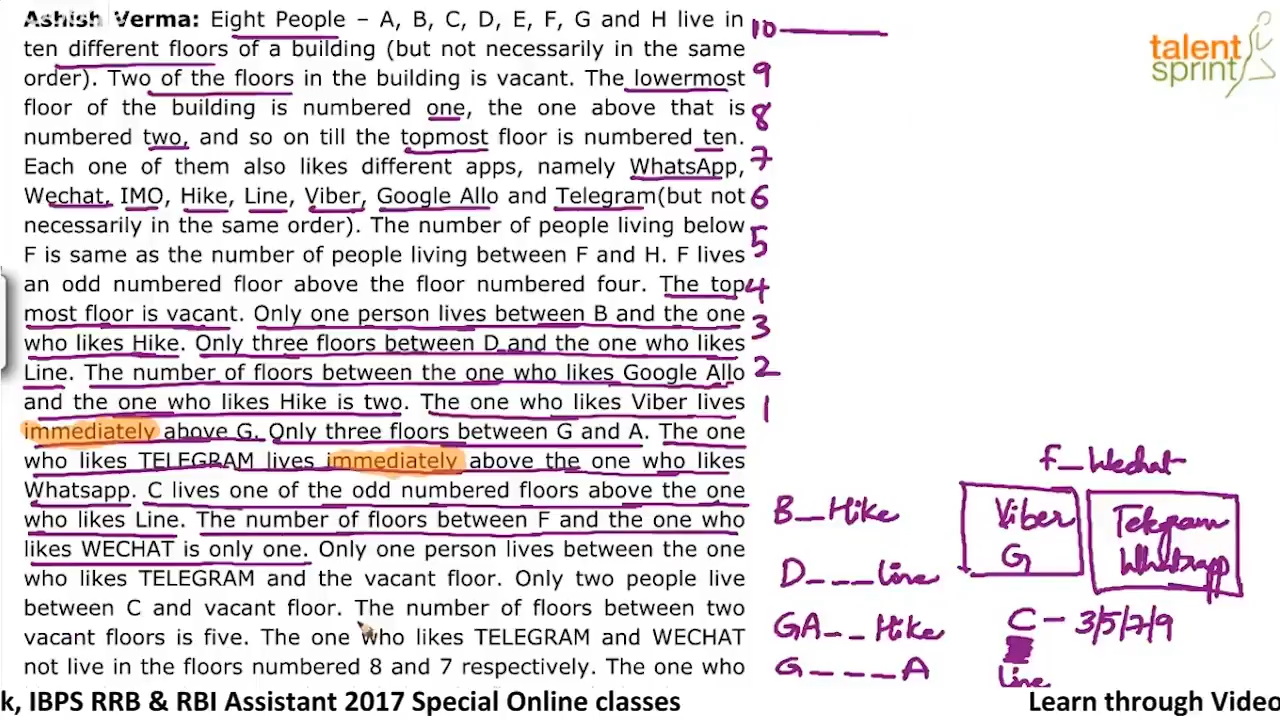 Ashish Verma: Eight People – A, B, C, D, E, F, G and H live in
ten different floors of a building (but not necessarily in the same
order). Two of the floors in the building is vacant. The lowermost
floor of the building is numbered one, the one above that is
numbered two, and so on till the topmost floor is numbered ten.
Each one of them also likes different apps, namely WhatsApp,
Wechat, IMO, Hike, Line, Viber, Google Allo and Telegram(but not
necessarily in the same order). The number of people living below
F is same as the number of people living between F and H. F lives
an odd numbered floor above the floor numbered four. The top
most floor is vacant. Only one person lives between B and the one
who likes Hike. Only three floors between D and the one who likes
Line. The number of floors between the one who likes Google Allo
and the one who likes Hike is two. The one who likes Viber lives
immediately above G. Only three floors between G and A. The one
who likes TELEGRAM lives immediately above the one who likes
Whatsapp. C lives one of the odd numbered floors above the one
who likes Line. The number of floors between F and the one who
likes WECHAT is only one. Only one person lives between the one
who likes TELEGRAM and the vacant floor. Only two people live
between C and vacant floor. The number of floors between two
vacant floors is five. The one who likes TELEGRAM and WECHAT
not live in the floors numbered 8 and 7 respectively. The one who
10
9
8
7
6
5
4
3
2
1
talent
sprint
F_Wechat
B_Hike
D___line
GA__Hike
G____A
Viber
G
Telegram
Whatsapp
C - 3/5/7/9
line
k, IBPS RRB & RBI Assistant 2017 Special Online classes
Learn through Video